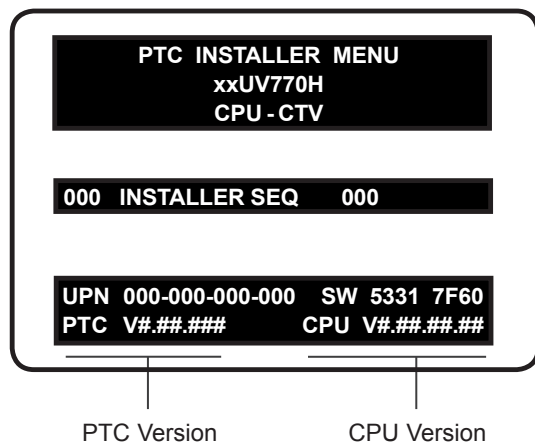 PTC INSTALLER MENU
xxUV770H
CPU - CTV
000 INSTALLER SEQ 000
UPN 000-000-000-000 SW 5331 7F60
PTC V#.##.### CPU V#.##.##.##
PTC Version CPU Version